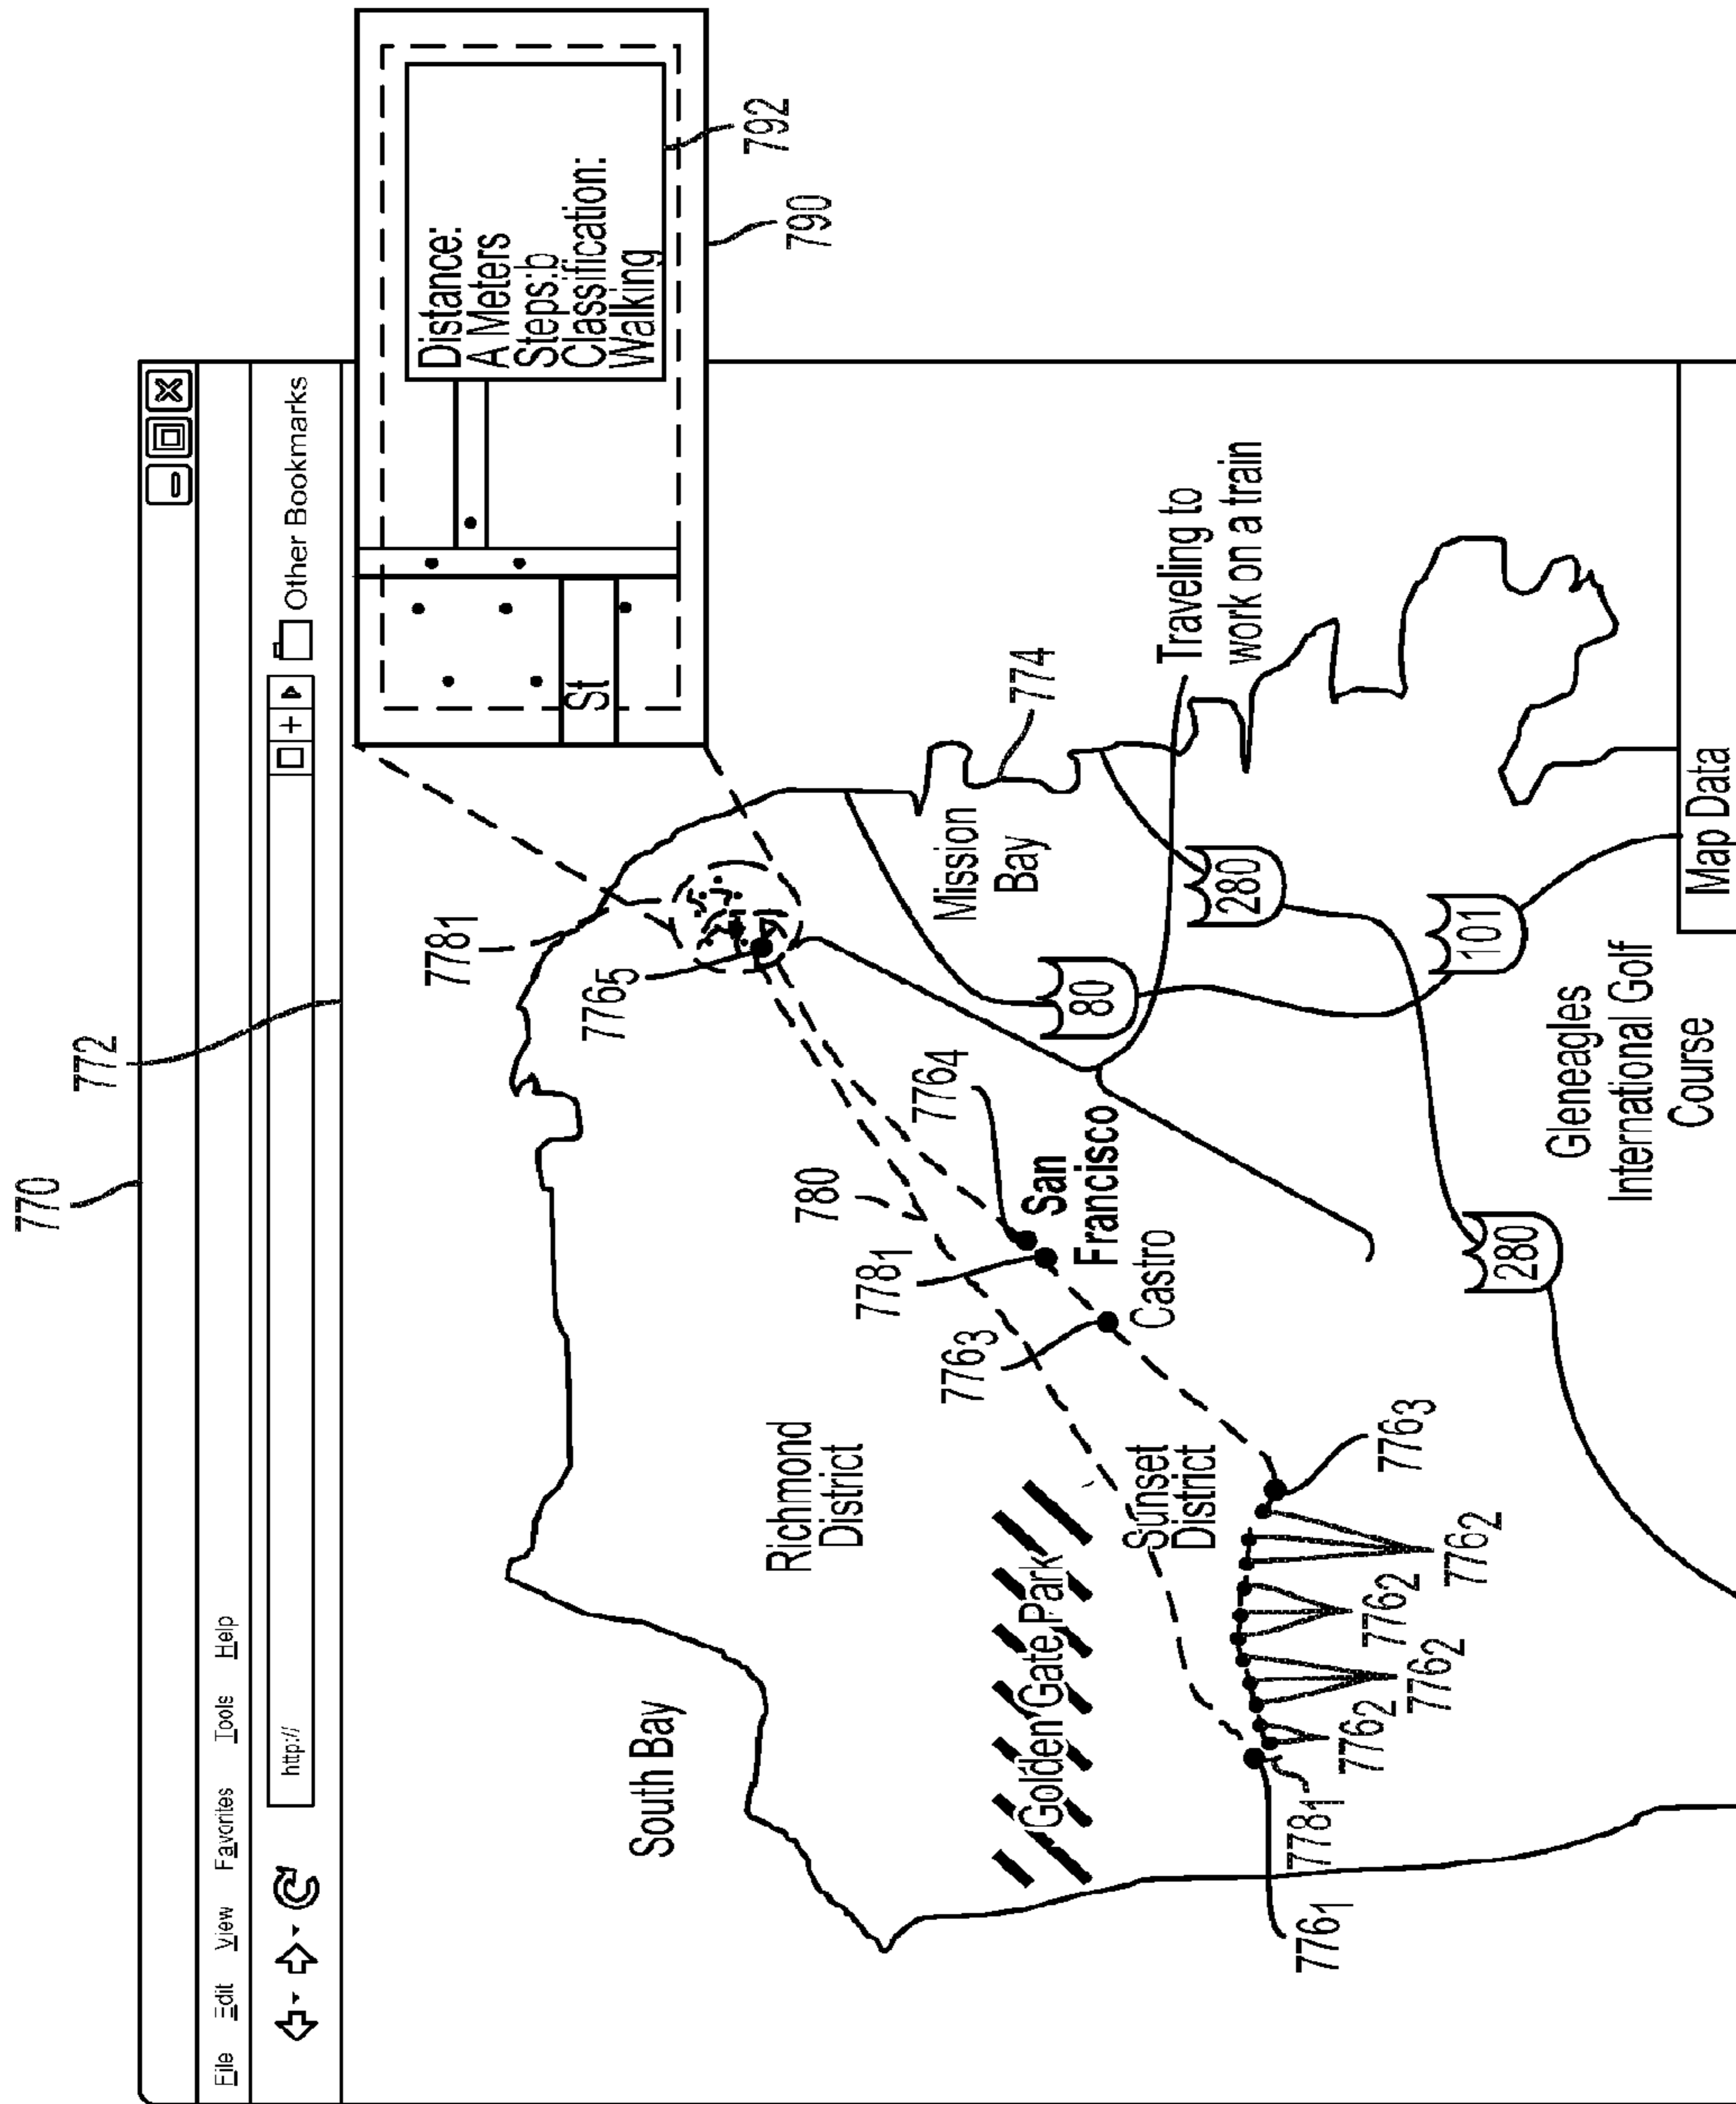 770
772
File Edit View Favorites Tools Help
http://
Other Bookmarks
South Bay
Richmond
District
Golden Gate Park
Sunset
District
San
Francisco
Castro
Mission
Bay
774
Traveling to
work on a train
80
280
101
280
Gleneagles
International Golf
Course
Map Data
778₁
776₅
776₄
780
778₁
776₃
776₃
776₂
776₂
776₂
776₂
778₁
776₁
St
Distance:
A Meters
Steps:b
Classification:
Walking
792
790